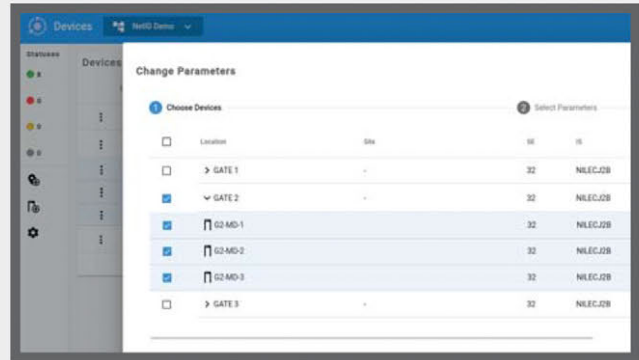 Devices NetID Demo
Statuses
Devices
Change Parameters
1 Choose Devices 2 Select Parameters
Location Site SE IS
GATE 1 - 32 NILECJ2B
GATE 2 - 32 NILECJ2B
G2-MD-1 32 NILECJ2B
G2-MD-2 32 NILECJ2B
G2-MD-3 32 NILECJ2B
GATE 3 - 32 NILECJ2B